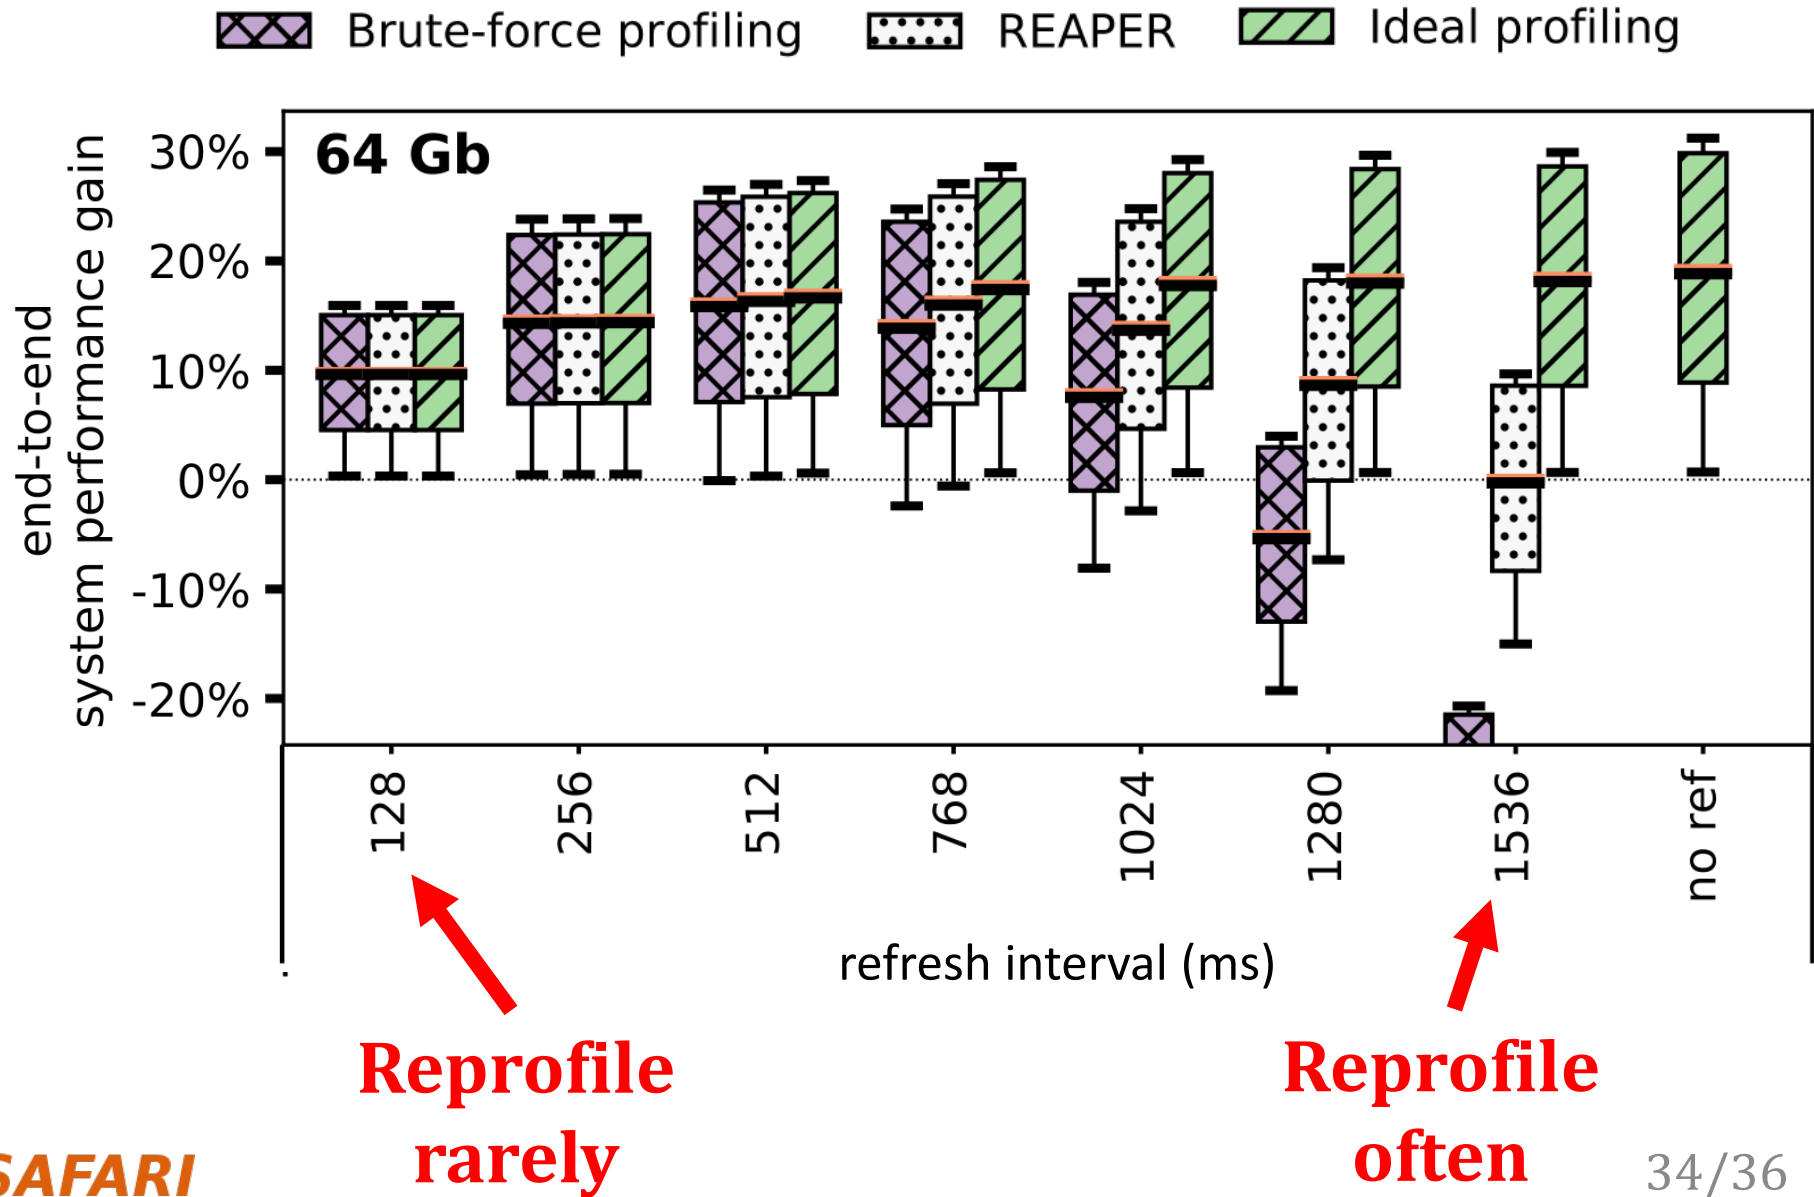 Brute-force profiling REAPER Ideal profiling
64 Gb
end-to-end
system performance gain
30%
20%
10%
0%
-10%
-20%
128 256 512 768 1024 1280 1536 no ref
refresh interval (ms)
Reprofile
rarely
Reprofile
often
SAFARI
34/36